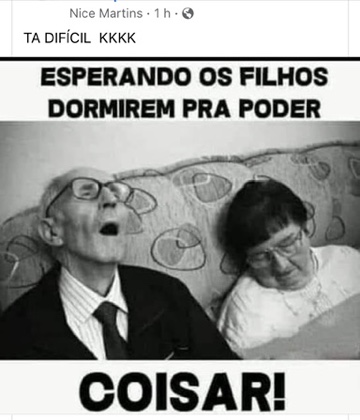 Nice Martins · 1 h ·
TA DIFÍCIL KKKK
ESPERANDO OS FILHOS
DORMIREM PRA PODER
COISAR!